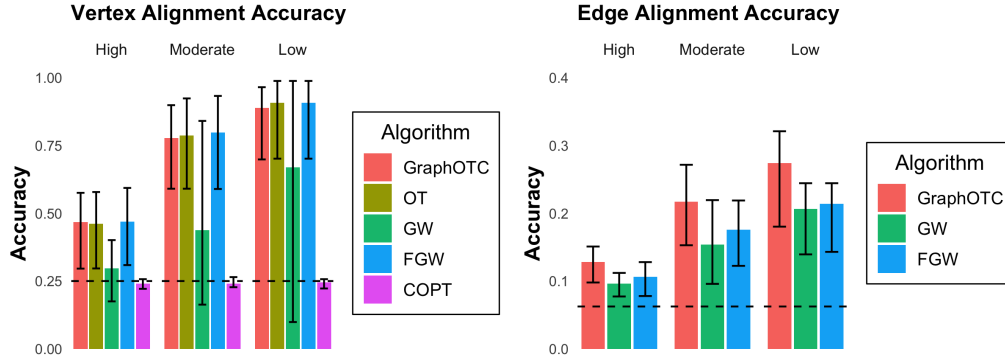 Vertex Alignment Accuracy
High
Moderate
Low
1.00
0.75
0.50
0.25
0.00
Accuracy
Algorithm
GraphOTC
OT
GW
FGW
COPT
Edge Alignment Accuracy
High
Moderate
Low
0.4
0.3
0.2
0.1
0.0
Accuracy
Algorithm
GraphOTC
GW
FGW